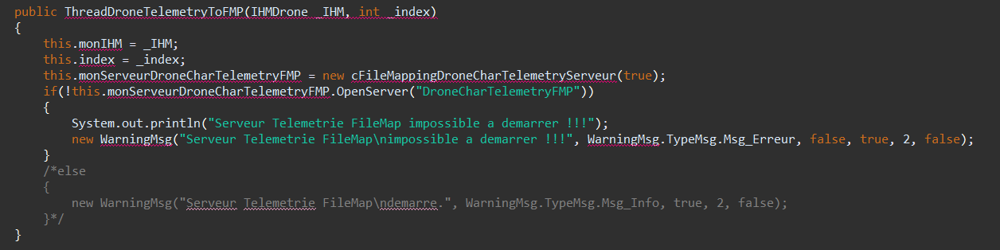 public ThreadDroneTelemetryToFMP(IHMDrone _IHM, int _index)
{
    this.monIHM = _IHM;
    this.index = _index;
    this.monServeurDroneCharTelemetryFMP = new cFileMappingDroneCharTelemetryServeur(true);
    if(!this.monServeurDroneCharTelemetryFMP.OpenServer("DroneCharTelemetryFMP"))
    {
        System.out.println("Serveur Telemetrie FileMap impossible a demarrer !!!");
        new WarningMsg("Serveur Telemetrie FileMap\nimpossible a demarrer !!!", WarningMsg.TypeMsg.Msg_Erreur, false, true, 2, false);
    }
    /*else
    {
        new WarningMsg("Serveur Telemetrie FileMap\ndemarre.", WarningMsg.TypeMsg.Msg_Info, true, 2, false);
    }*/
}